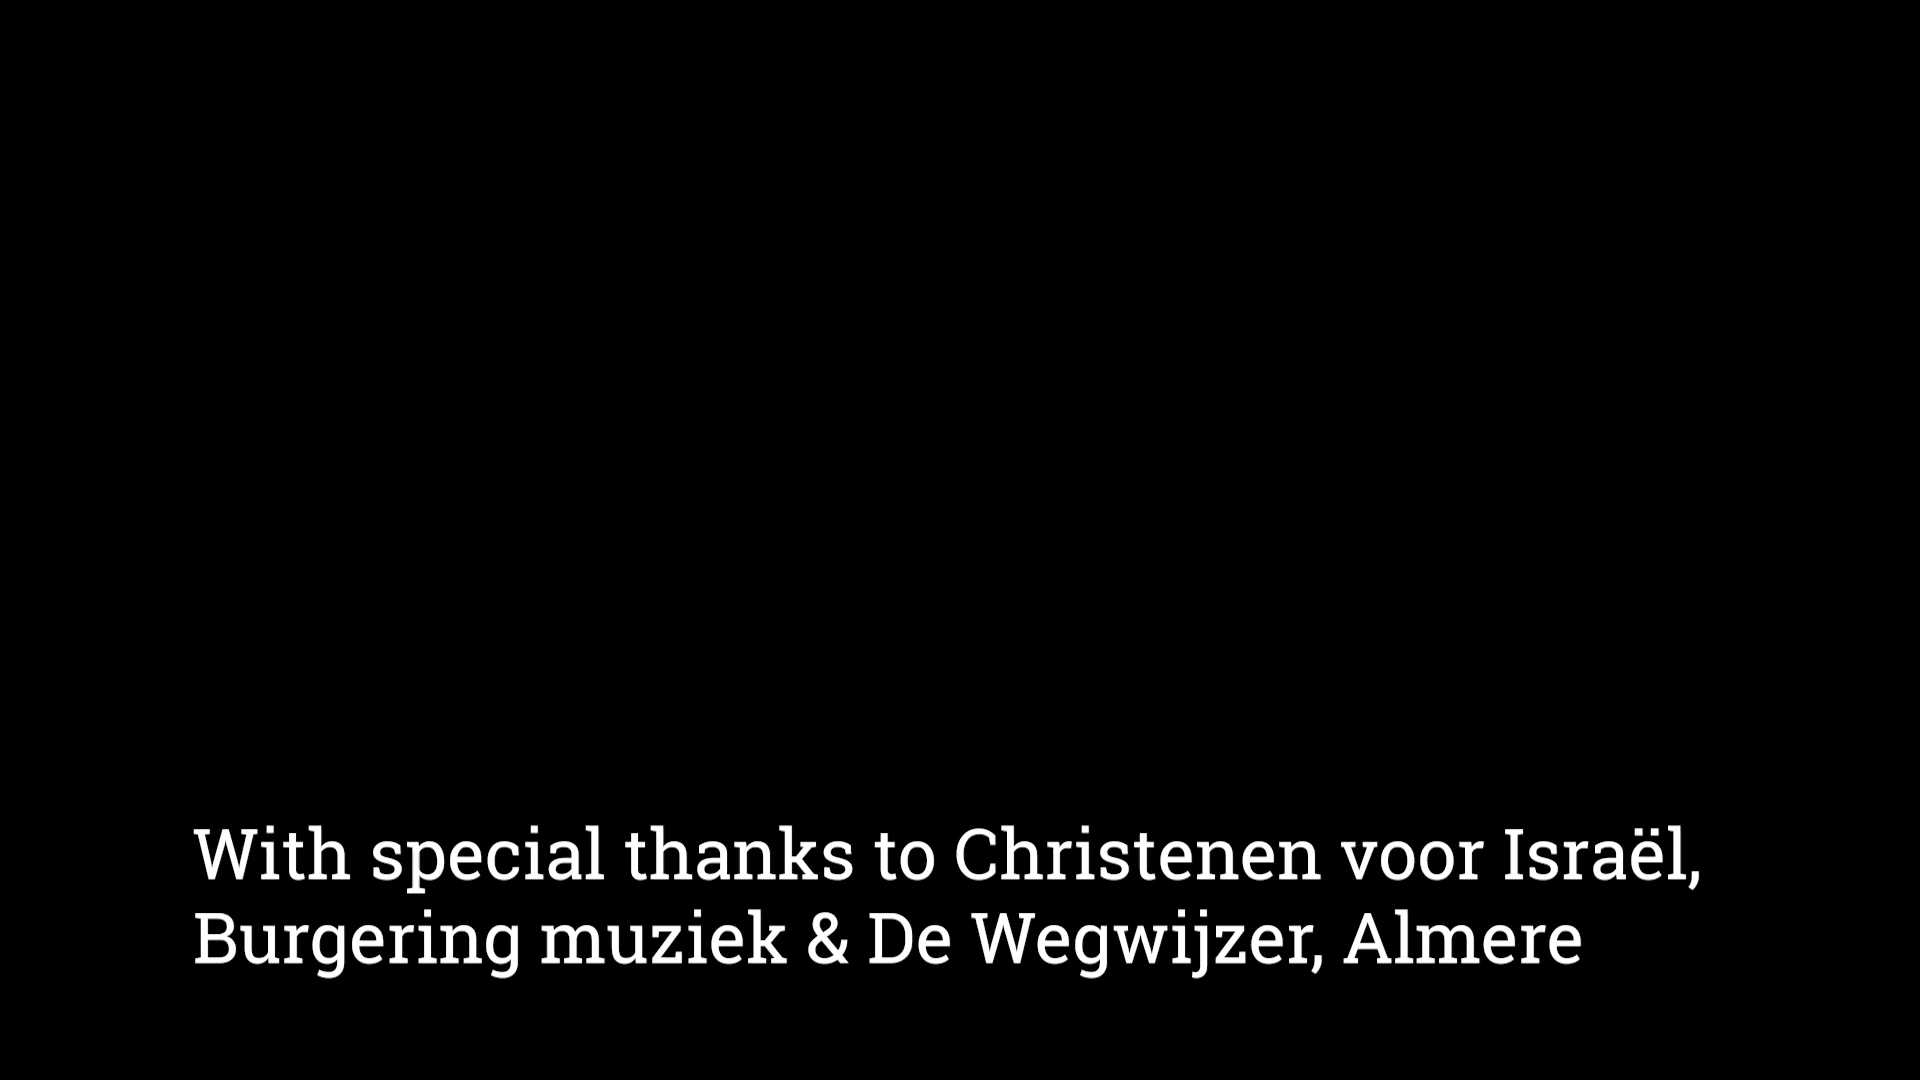 With special thanks to Christenen voor Israël,
Burgering muziek & De Wegwijzer, Almere